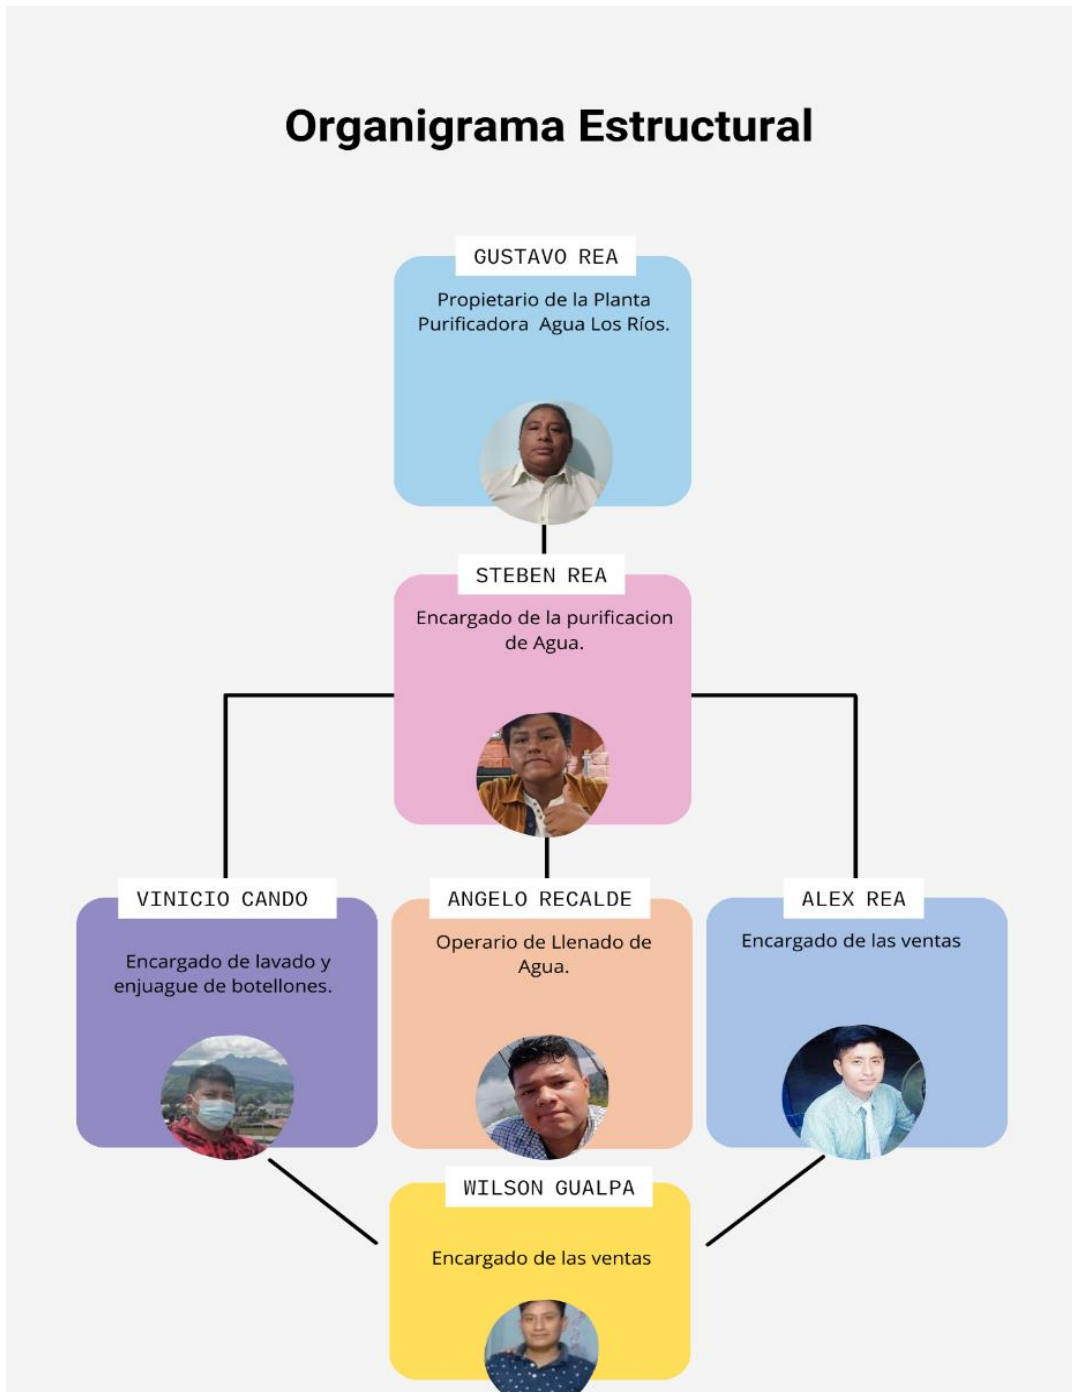 Organigrama Estructural
GUSTAVO REA
Propietario de la Planta
Purificadora Agua Los Ríos.
STEBEN REA
Encargado de la purificacion
de Agua.
VINICIO CANDO
Encargado de lavado y
enjuague de botellones.
ANGELO RECALDE
Operario de Llenado de
Agua.
ALEX REA
Encargado de las ventas
WILSON GUALPA
Encargado de las ventas